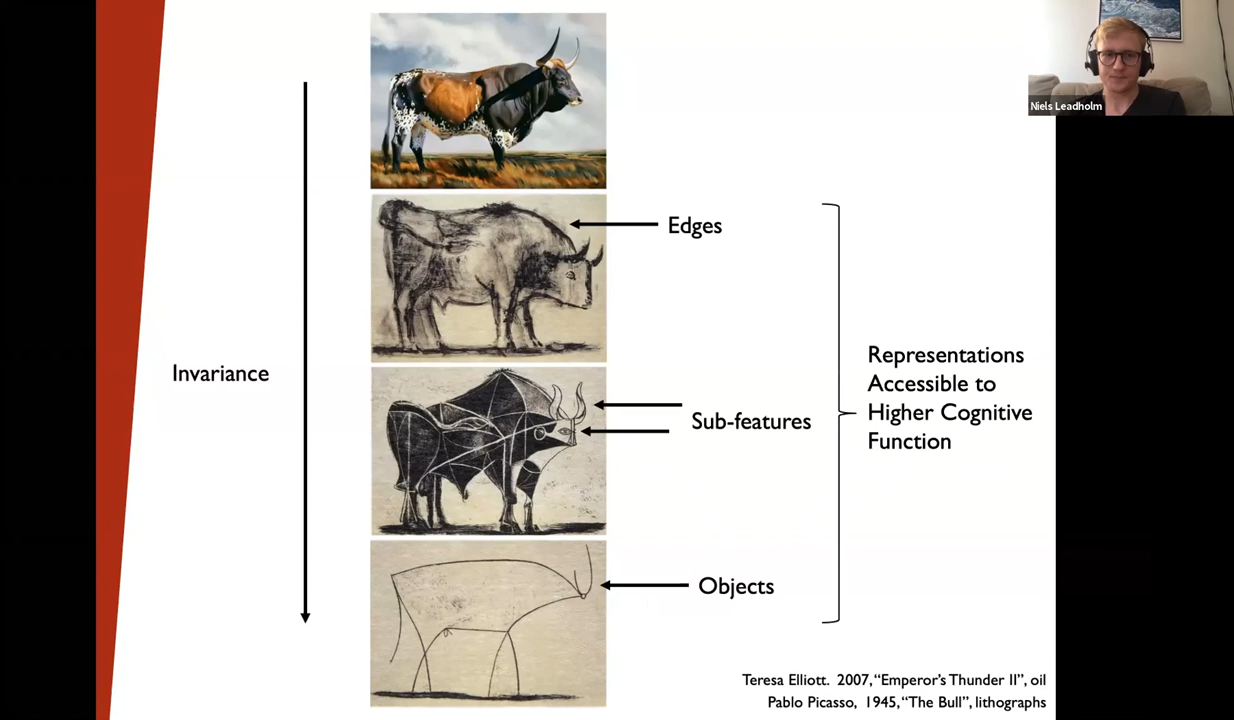 Niels Leadholm
Edges
Invariance
Representations
Accessible to
Higher Cognitive
Function
Sub-features
Objects
Teresa Elliott.  2007, “Emperor’s Thunder II”, oil
Pablo Picasso,  1945, “The Bull”, lithographs